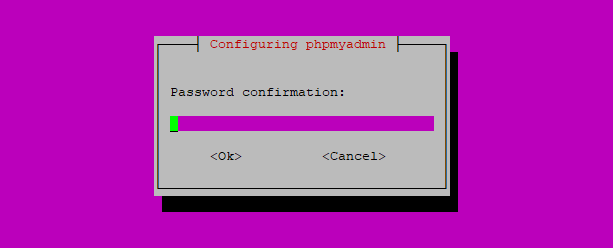 Configuring phpmyadmin
Password confirmation:
<Ok> <Cancel>